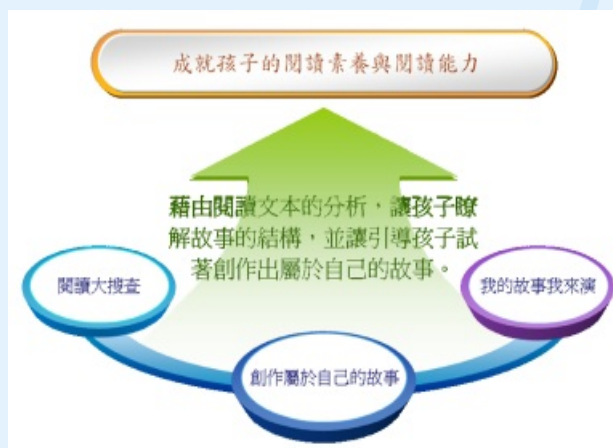 成就孩子的閱讀素養與閱讀能力
藉由閱讀文本的分析，讓孩子瞭
解故事的結構，並讓引導孩子試
著創作出屬於自己的故事。
閱讀大搜查
我的故事我來演
創作屬於自己的故事